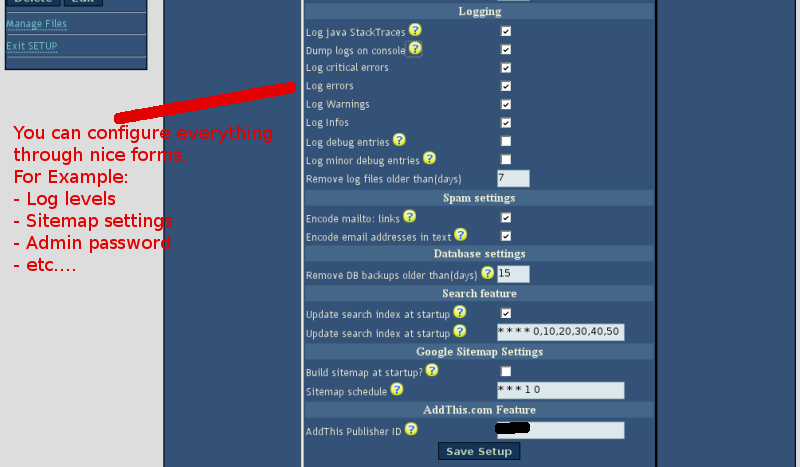 Delete Edit
Manage Files
Exit SETUP
You can configure everything
through nice forms.
For Example:
- Log levels
- Sitemap settings
- Admin password
- etc....
Logging
Log java StackTraces ?
Dump logs on console ?
Log critical errors
Log errors
Log Warnings
Log Infos
Log debug entries ?
Log minor debug entries ?
Remove log files older than(days) 7
Spam settings
Encode mailto: links ?
Encode email addresses in text ?
Database settings
Remove DB backups older than(days) ? 15
Search feature
Update search index at startup ?
Update search index at startup ? * * * * 0,10,20,30,40,50
Google Sitemap Settings
Build sitemap at startup? ?
Sitemap schedule ? * * * 1 0
AddThis.com Feature
AddThis Publisher ID ?
Save Setup